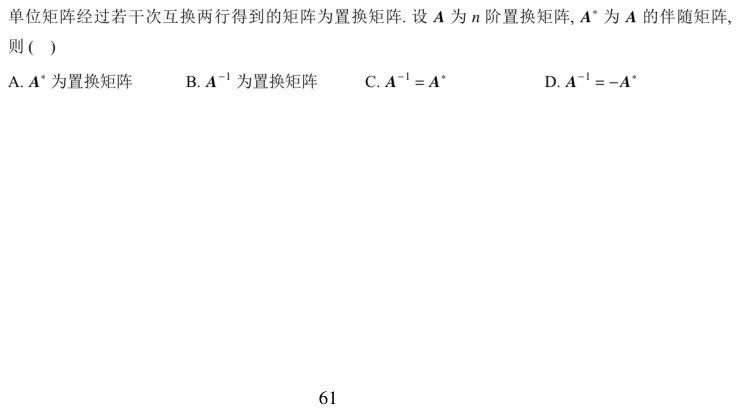 单位矩阵经过若干次互换两行得到的矩阵为置换矩阵. 设 A 为 n 阶置换矩阵, A* 为 A 的伴随矩阵,
则 ( )
A. A* 为置换矩阵 B. A⁻¹ 为置换矩阵 C. A⁻¹ = A* D. A⁻¹ = −A*
61